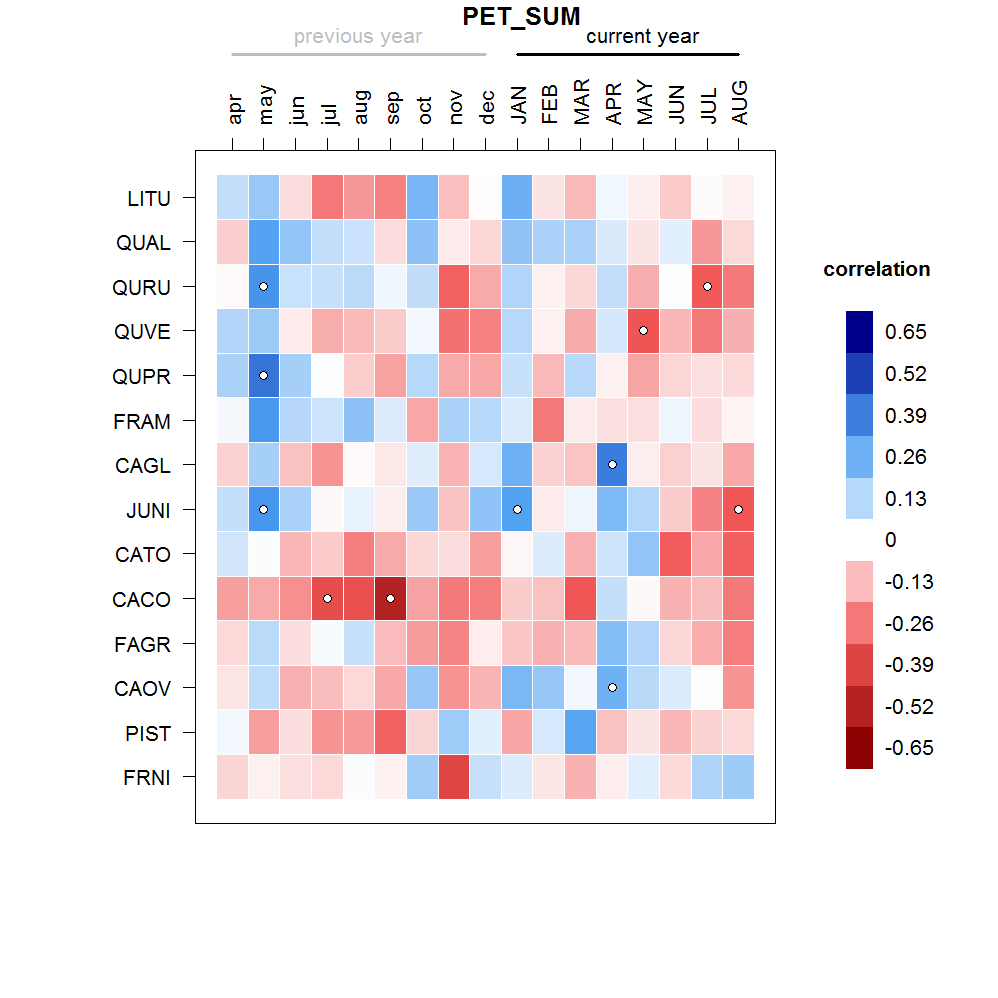 PET_SUM
previous year current year
apr may jun jul aug sep oct nov dec JAN FEB MAR APR MAY JUN JUL AUG
LITU
QUAL
QURU
QUVE
QUPR
FRAM
CAGL
JUNI
CATO
CACO
FAGR
CAOV
PIST
FRNI
correlation
0.65
0.52
0.39
0.26
0.13
0
-0.13
-0.26
-0.39
-0.52
-0.65